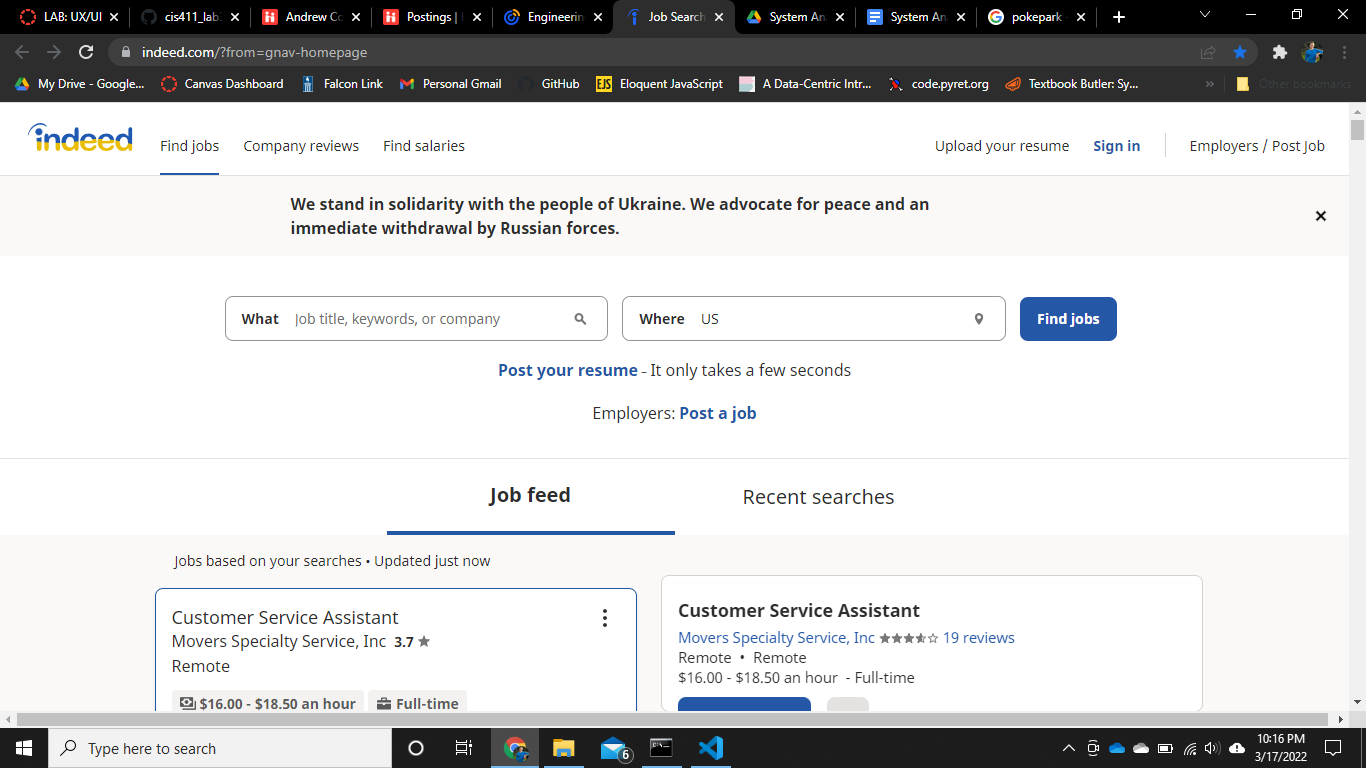 LAB: UX/UI
cis411_lab
Andrew Co
Postings |
Engineerin
Job Search
System An
System An
pokepark
indeed.com/?from=gnav-homepage
My Drive - Google...
Canvas Dashboard
Falcon Link
Personal Gmail
GitHub
EJS
Eloquent JavaScript
A Data-Centric Intr...
code.pyret.org
Textbook Butler: Sy...
»
Other bookmarks
indeed
Find jobs
Company reviews
Find salaries
Upload your resume
Sign in
Employers / Post Job
We stand in solidarity with the people of Ukraine. We advocate for peace and an
immediate withdrawal by Russian forces.
What Job title, keywords, or company
Where US
Find jobs
Post your resume - It only takes a few seconds
Employers: Post a job
Job feed
Recent searches
Jobs based on your searches • Updated just now
Customer Service Assistant
Movers Specialty Service, Inc 3.7 ★
Remote
$16.00 - $18.50 an hour
Full-time
Customer Service Assistant
Movers Specialty Service, Inc 19 reviews
Remote • Remote
$16.00 - $18.50 an hour - Full-time
Type here to search
6
10:16 PM
3/17/2022